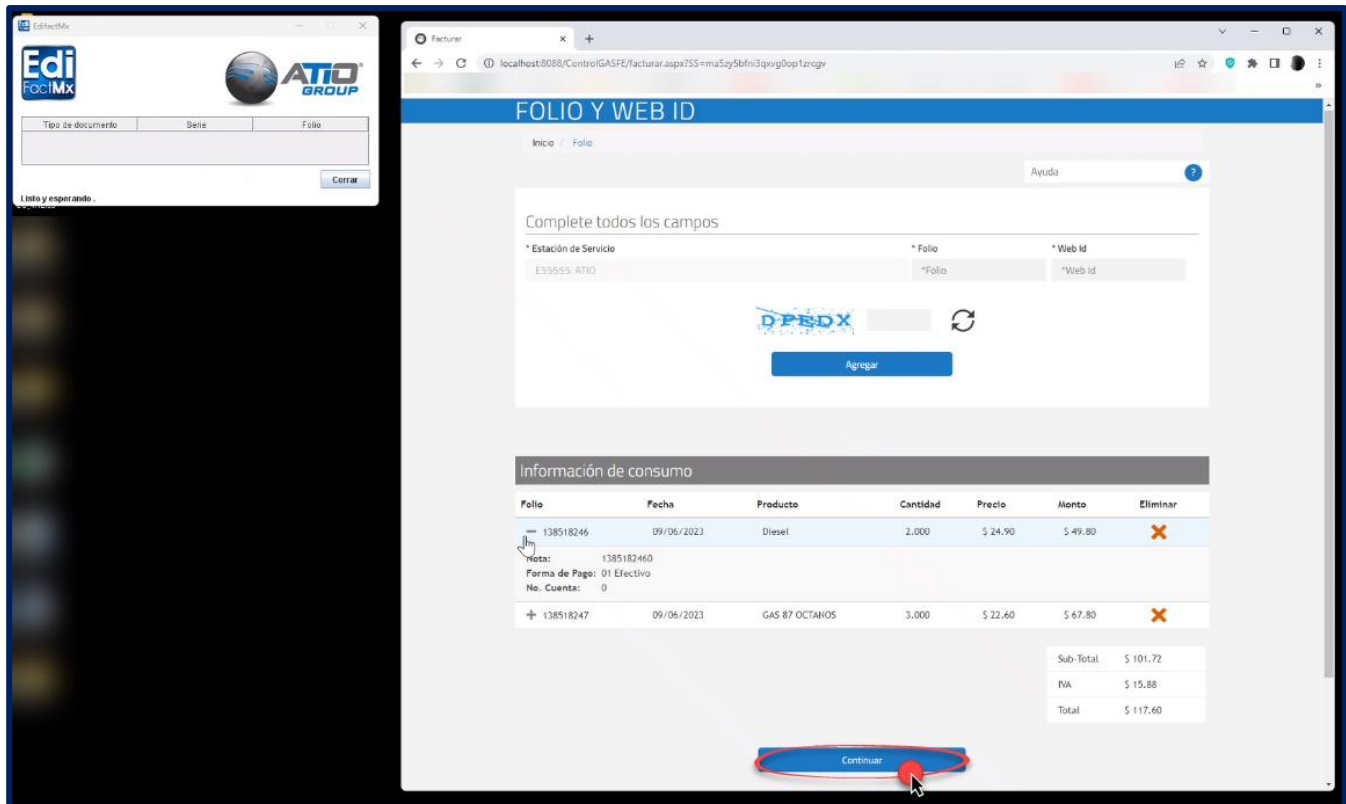 EdifactMx
Edi
FactMx
ATIO
GROUP
Tipo de documento Serie Folio
Cerrar
Listo y esperando .
Facturar
localhost:8088/ControlGASFE/facturar.aspx?SS=ma5zy5bfni3qxvg0op1zrcgv
FOLIO Y WEB ID
Inicio / Folio
Ayuda ?
Complete todos los campos
* Estación de Servicio * Folio * Web Id
E55555 ATIO *Folio *Web Id
DPEDX
Agregar
Información de consumo
Folio Fecha Producto Cantidad Precio Monto Eliminar
138518246 09/06/2023 Diesel 2.000 $ 24.90 $ 49.80
Nota: 1385182460
Forma de Pago: 01 Efectivo
No. Cuenta: 0
138518247 09/06/2023 GAS 87 OCTANOS 3.000 $ 22.60 $ 67.80
Sub-Total $ 101.72
IVA $ 15.88
Total $ 117.60
Continuar